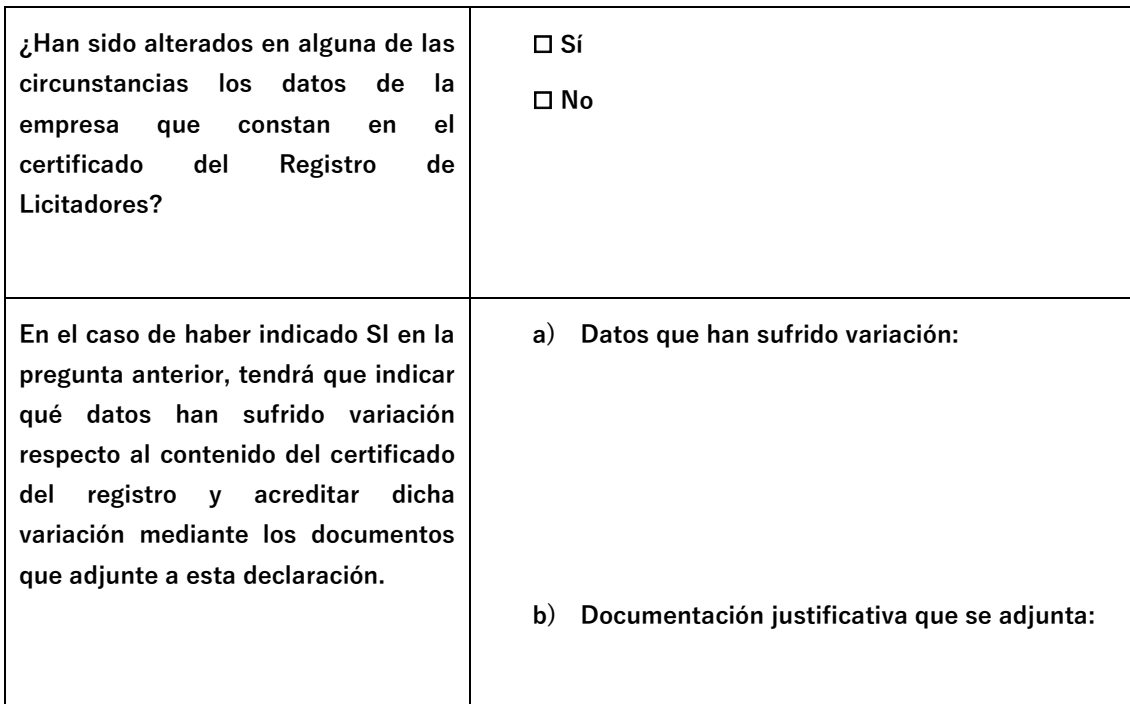 ¿Han sido alterados en alguna de las
circunstancias los datos de la
empresa que constan en el
certificado del Registro de
Licitadores?
☐ Sí
☐ No
En el caso de haber indicado SI en la
pregunta anterior, tendrá que indicar
qué datos han sufrido variación
respecto al contenido del certificado
del registro y acreditar dicha
variación mediante los documentos
que adjunte a esta declaración.
a) Datos que han sufrido variación:
b) Documentación justificativa que se adjunta: